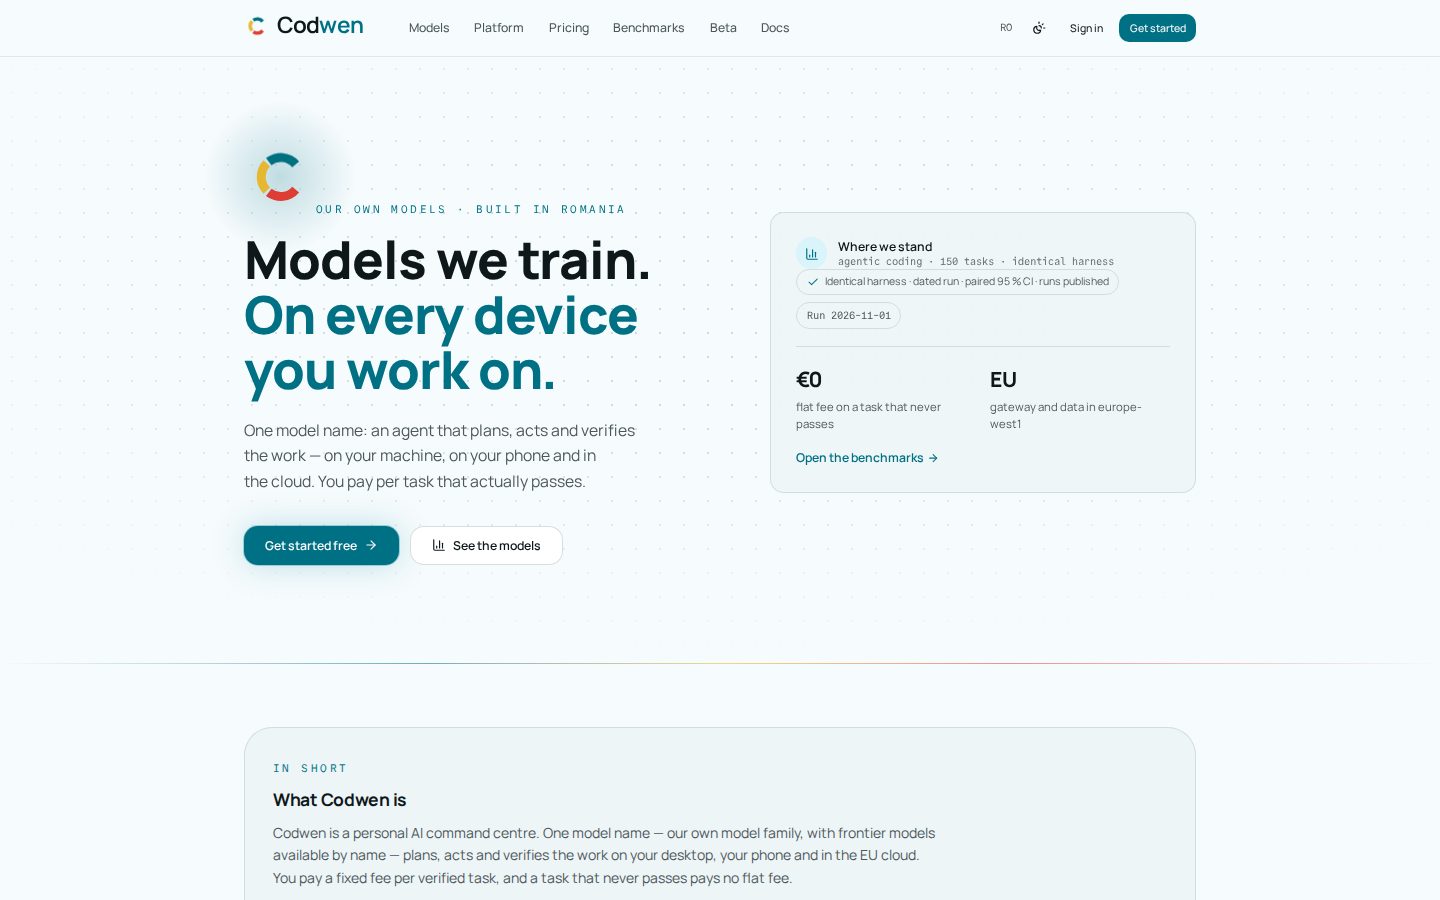 Codwen
Models Platform Pricing Benchmarks Beta Docs
RO Sign in Get started
OUR OWN MODELS · BUILT IN ROMANIA
Models we train.
On every device
you work on.
One model name: an agent that plans, acts and verifies
the work — on your machine, on your phone and in
the cloud. You pay per task that actually passes.
Get started free →
See the models
Where we stand
agentic coding · 150 tasks · identical harness
Identical harness · dated run · paired 95 % CI · runs published
Run 2026-11-01
€0
flat fee on a task that never
passes
EU
gateway and data in europe-
west1
Open the benchmarks →
IN SHORT
What Codwen is
Codwen is a personal AI command centre. One model name — our own model family, with frontier models
available by name — plans, acts and verifies the work on your desktop, your phone and in the EU cloud.
You pay a fixed fee per verified task, and a task that never passes pays no flat fee.